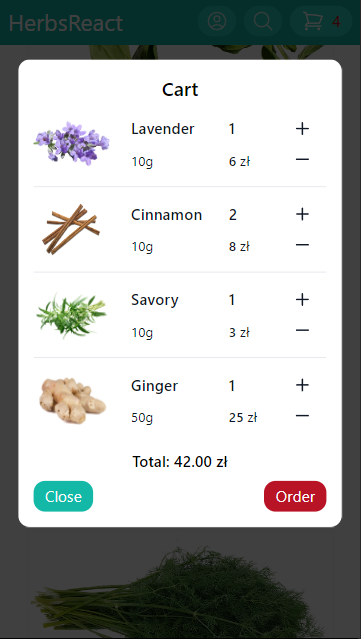 HerbsReact
4
Cart
Lavender 1 +
10g 6 zł −
Cinnamon 2 +
10g 8 zł −
Savory 1 +
10g 3 zł −
Ginger 1 +
50g 25 zł −
Total: 42.00 zł
Close Order